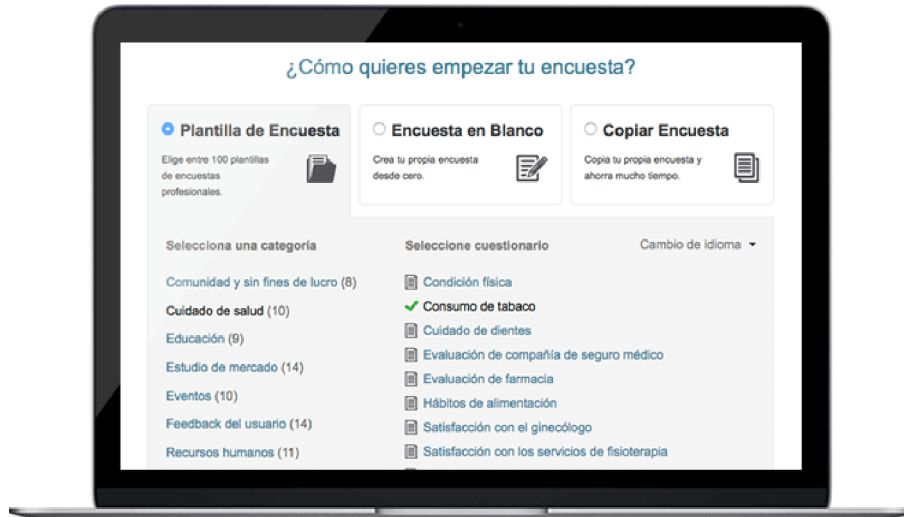 ¿Cómo quieres empezar tu encuesta?
Plantilla de Encuesta
Elige entre 100 plantillas
de encuestas
profesionales.
Encuesta en Blanco
Crea tu propia encuesta
desde cero.
Copiar Encuesta
Copia tu propia encuesta y
ahorra mucho tiempo.
Selecciona una categoría
Comunidad y sin fines de lucro (8)
Cuidado de salud (10)
Educación (9)
Estudio de mercado (14)
Eventos (10)
Feedback del usuario (14)
Recursos humanos (11)
Seleccione cuestionario
Cambio de idioma
Condición física
Consumo de tabaco
Cuidado de dientes
Evaluación de compañía de seguro médico
Evaluación de farmacia
Hábitos de alimentación
Satisfacción con el ginecólogo
Satisfacción con los servicios de fisioterapia